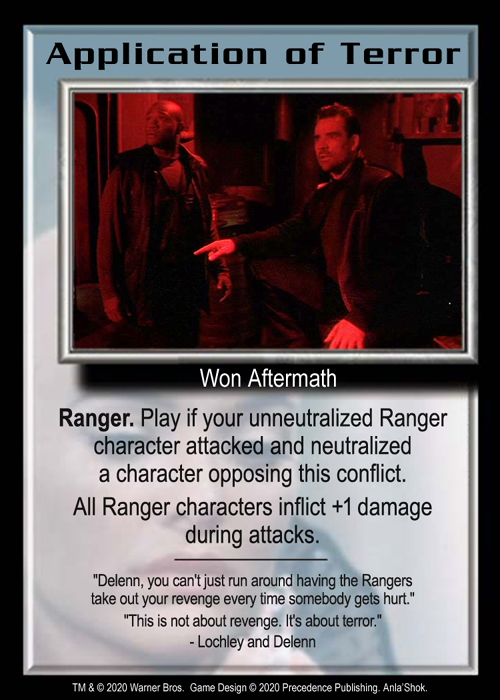 Application of Terror
Won Aftermath
Ranger. Play if your unneutralized Ranger
character attacked and neutralized
a character opposing this conflict.
All Ranger characters inflict +1 damage
during attacks.
"Delenn, you can't just run around having the Rangers
take out your revenge every time somebody gets hurt."
"This is not about revenge. It's about terror."
- Lochley and Delenn
TM & © 2020 Warner Bros. Game Design © 2020 Precedence Publishing. Anla'Shok.